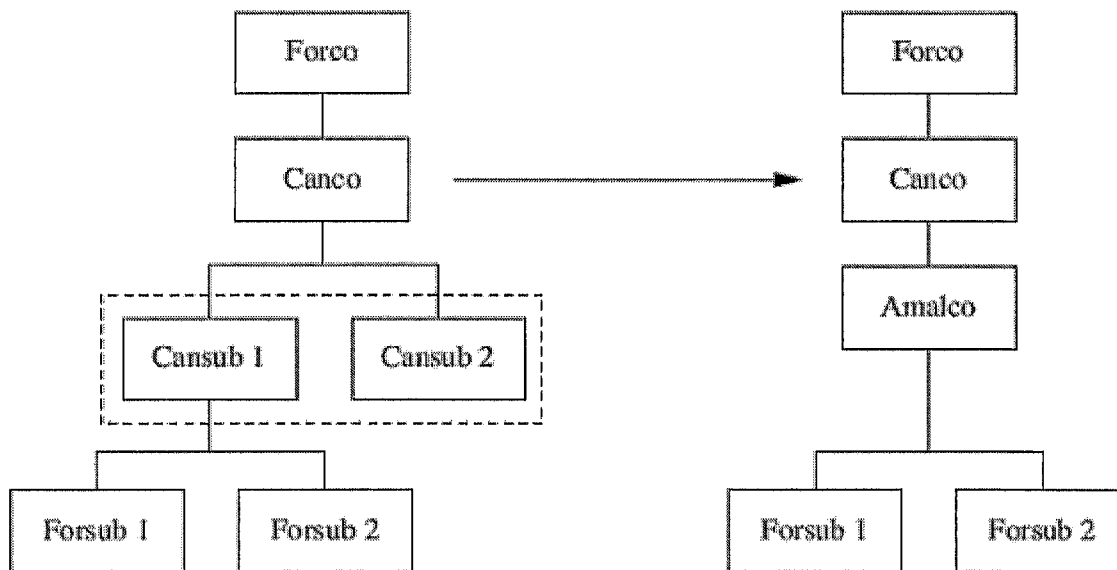 Forco
Forco
Canco
Canco
Amalco
Cansub 1
Cansub 2
Forsub 1
Forsub 2
Forsub 1
Forsub 2